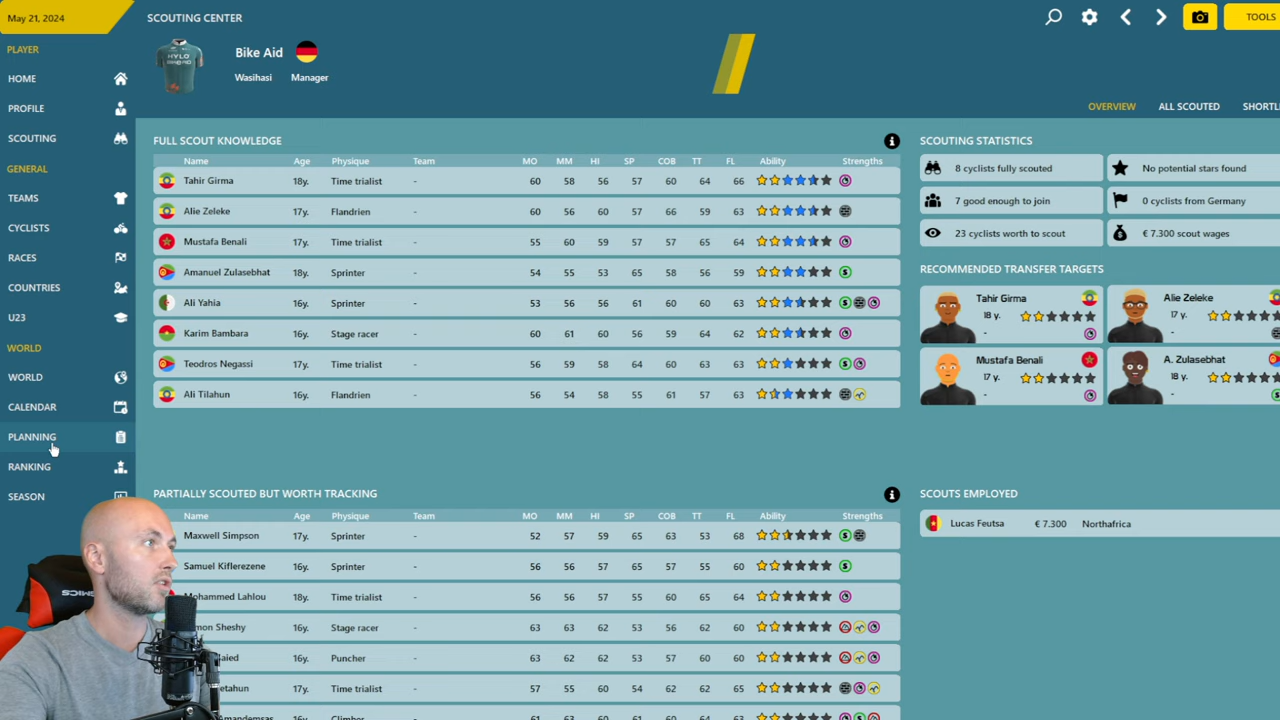 May 21, 2024
SCOUTING CENTER
TOOLS
PLAYER
HOME
PROFILE
SCOUTING
GENERAL
TEAMS
CYCLISTS
RACES
COUNTRIES
U23
WORLD
WORLD
CALENDAR
PLANNING
RANKING
SEASON
HYLO
Bike Aid
Wasihasi Manager
OVERVIEW ALL SCOUTED SHORTL
FULL SCOUT KNOWLEDGE
Name Age Physique Team MO MM HI SP COB TT FL Ability Strengths
Tahir Girma 18y. Time trialist - 60 58 56 57 60 64 66
Alie Zeleke 17y. Flandrien - 60 56 60 57 66 59 63
Mustafa Benali 17y. Time trialist - 55 60 59 57 57 65 64
Amanuel Zulasebhat 18y. Sprinter - 54 55 53 65 58 56 59
Ali Yahia 16y. Sprinter - 53 56 56 61 60 60 63
Karim Bambara 16y. Stage racer - 60 61 60 56 59 64 62
Teodros Negassi 17y. Time trialist - 56 59 58 64 60 63 63
Ali Tilahun 16y. Flandrien - 56 54 58 55 61 57 63
SCOUTING STATISTICS
8 cyclists fully scouted No potential stars found
7 good enough to join 0 cyclists from Germany
23 cyclists worth to scout € 7.300 scout wages
RECOMMENDED TRANSFER TARGETS
Tahir Girma
18 y.
-
Alie Zeleke
17 y.
-
Mustafa Benali
17 y.
-
A. Zulasebhat
18 y.
-
PARTIALLY SCOUTED BUT WORTH TRACKING
Name Age Physique Team MO MM HI SP COB TT FL Ability Strengths
Maxwell Simpson 17y. Sprinter - 52 57 59 65 63 53 68
Samuel Kiflerezene 16y. Sprinter - 56 56 57 65 57 55 60
Mohammed Lahlou 18y. Time trialist - 56 56 57 55 60 65 64
mon Sheshy 16y. Stage racer - 63 63 62 53 56 62 60
aied 16y. Puncher - 63 62 62 53 57 60 60
etahun 17y. Time trialist - 57 55 60 54 62 62 65
SCOUTS EMPLOYED
Lucas Feutsa € 7.300 Northafrica